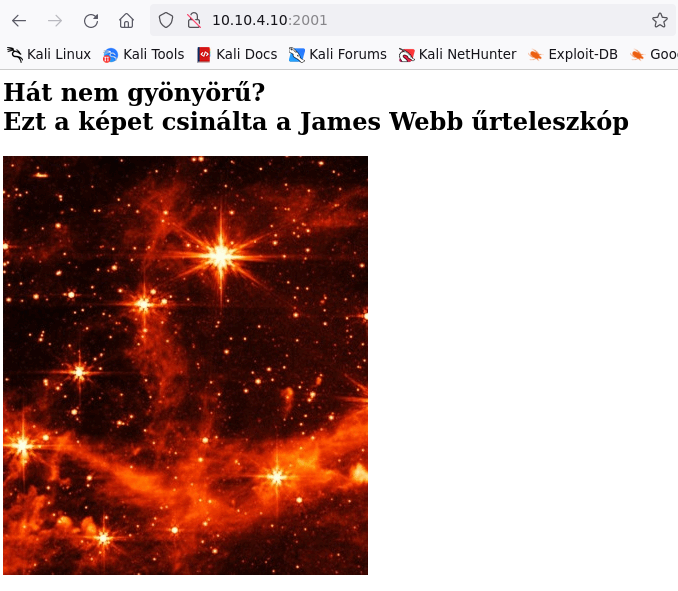 10.10.4.10:2001
Kali Linux Kali Tools Kali Docs Kali Forums Kali NetHunter Exploit-DB Goo
Hát nem gyönyörű?
Ezt a képet csinálta a James Webb űrteleszkóp